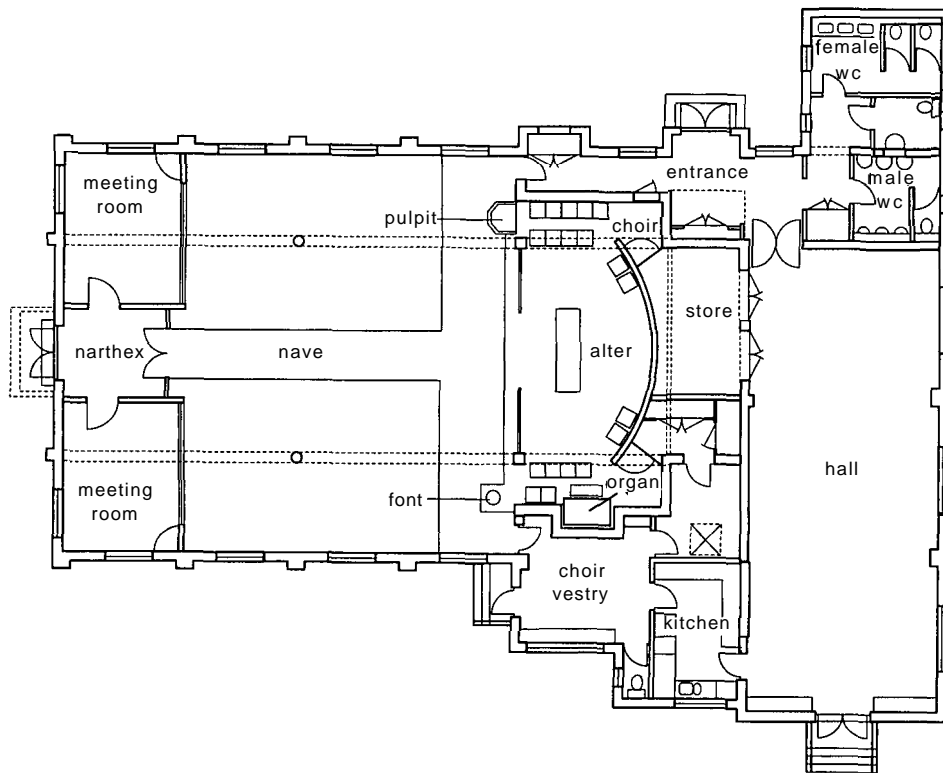 female
wc
meeting
room
entrance
male
wc
pulpit
choir
store
narthex
nave
alter
hall
meeting
room
organ
font
choir
vestry
kitchen